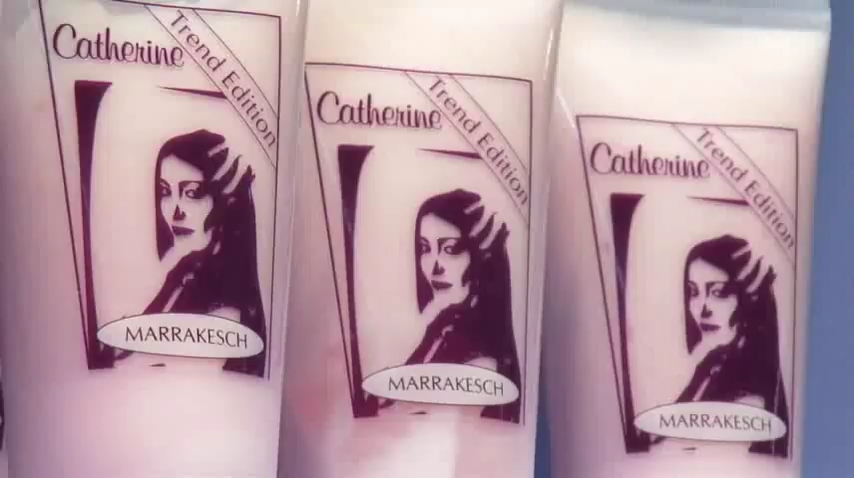 Catherine
Trend Edition
MARRAKESCH
Catherine
Trend Edition
MARRAKESCH
Catherine
Trend Edition
MARRAKESCH